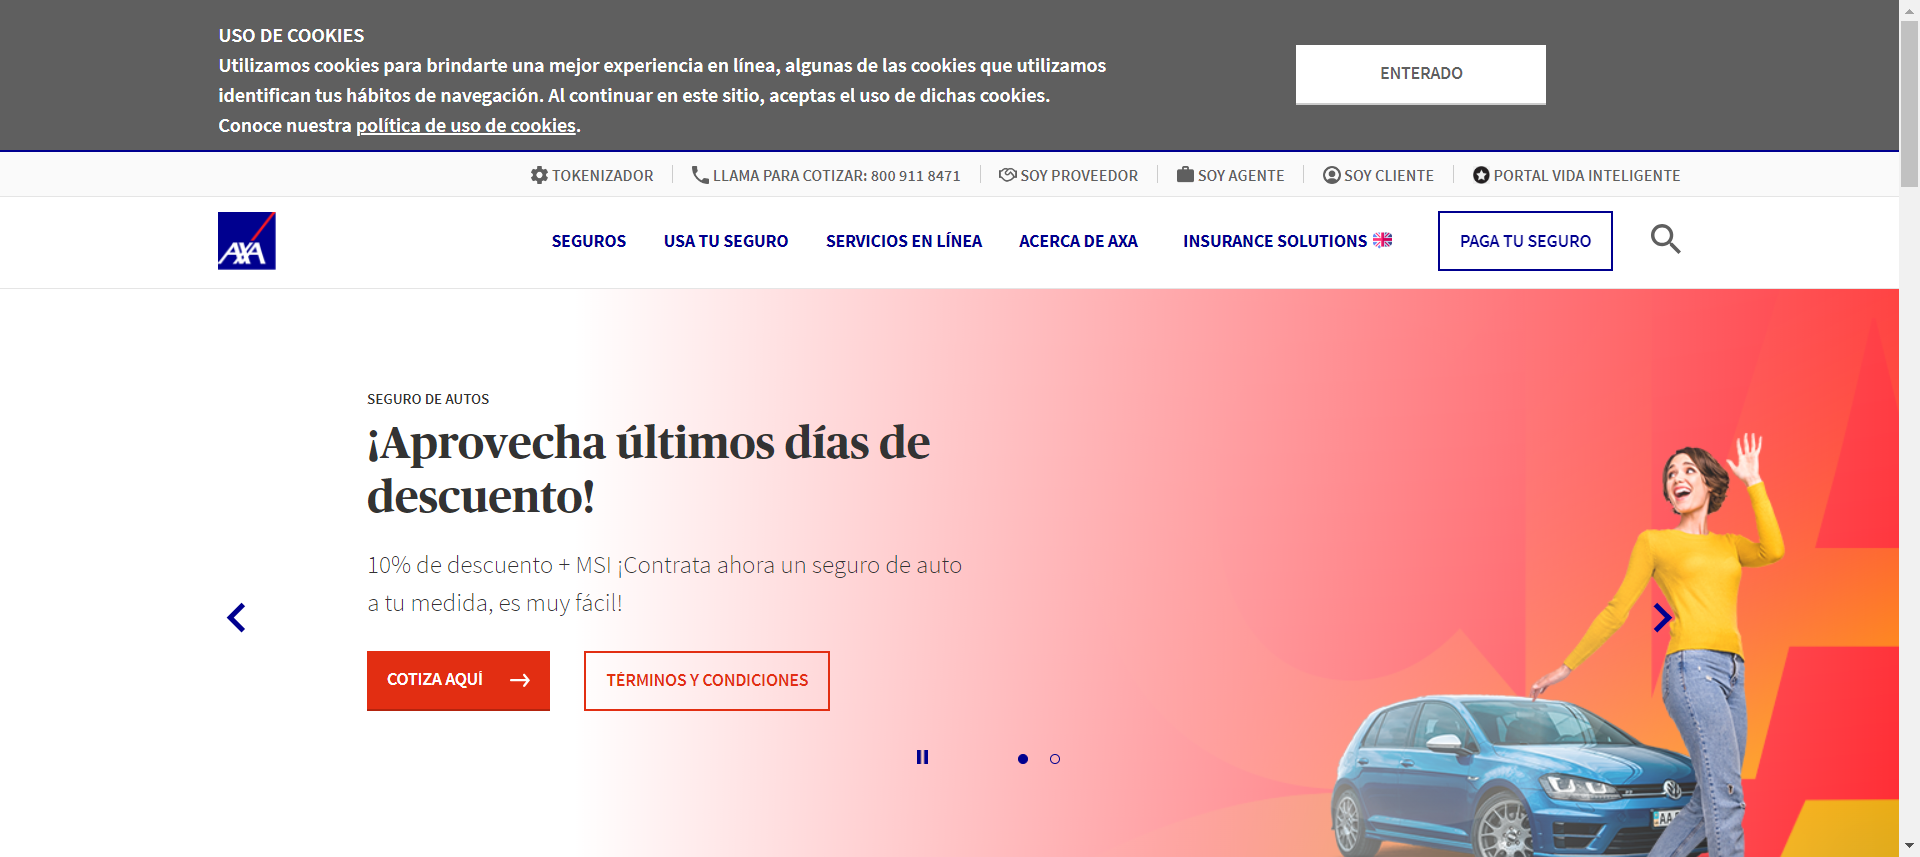 USO DE COOKIES
Utilizamos cookies para brindarte una mejor experiencia en línea, algunas de las cookies que utilizamos
identifican tus hábitos de navegación. Al continuar en este sitio, aceptas el uso de dichas cookies.
Conoce nuestra política de uso de cookies.
ENTERADO
TOKENIZADOR
LLAMA PARA COTIZAR: 800 911 8471
SOY PROVEEDOR
SOY AGENTE
SOY CLIENTE
PORTAL VIDA INTELIGENTE
AXA
SEGUROS
USA TU SEGURO
SERVICIOS EN LÍNEA
ACERCA DE AXA
INSURANCE SOLUTIONS
PAGA TU SEGURO
SEGURO DE AUTOS
¡Aprovecha últimos días de
descuento!
10% de descuento + MSI ¡Contrata ahora un seguro de auto
a tu medida, es muy fácil!
COTIZA AQUÍ
TÉRMINOS Y CONDICIONES
AA